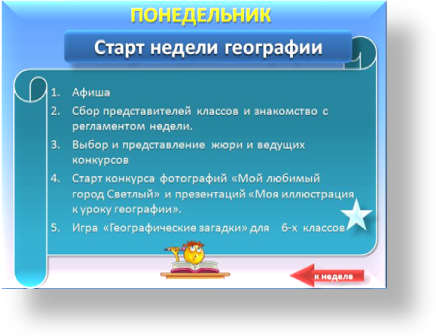 ПОНЕДЕЛЬНИК
Старт недели географии
1. Афиша
2. Сбор представителей классов и знакомство с
регламентом недели.
3. Выбор и представление жюри и ведущих
конкурсов
4. Старт конкурса фотографий «Мой любимый
город Светлый» и презентаций «Моя иллюстрация
к уроку географии».
5. Игра «Географические загадки» для 6-х классов
к неделе